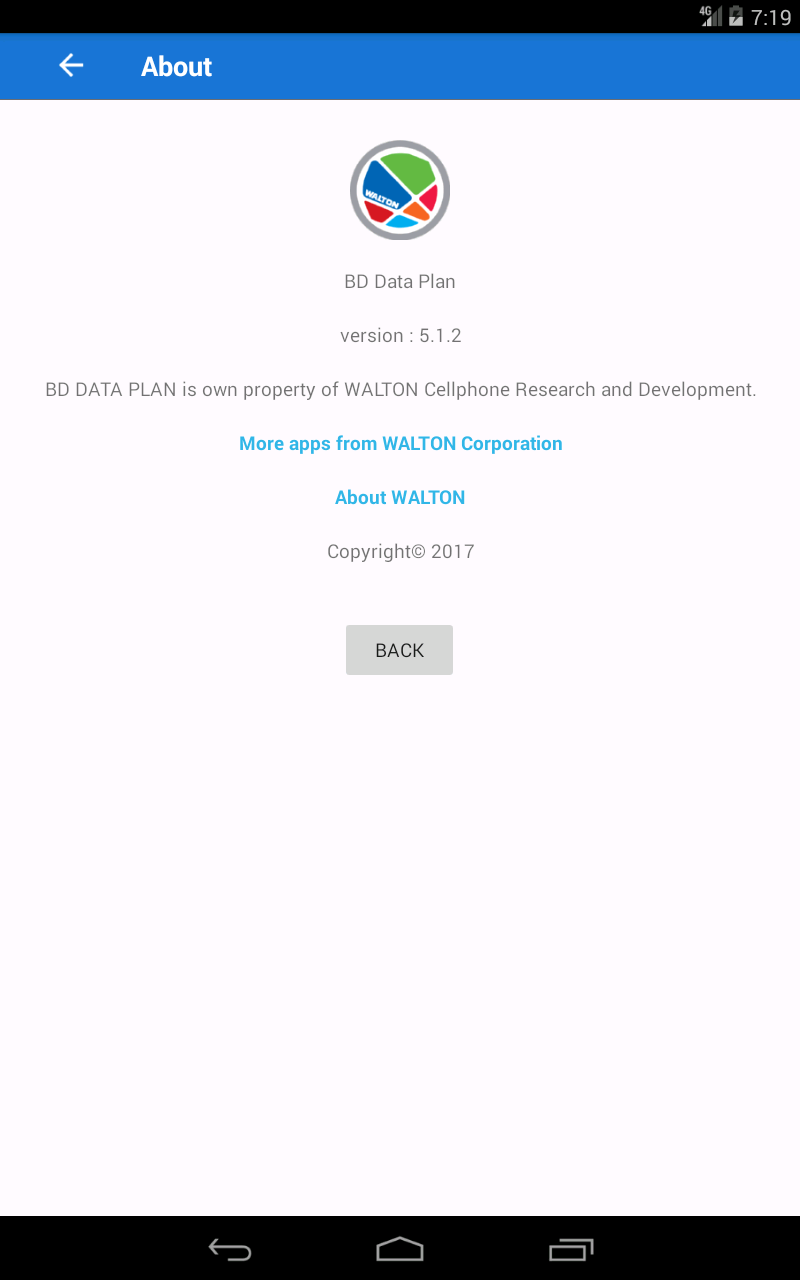 4G 7:19
About
WALTON
BD Data Plan
version : 5.1.2
BD DATA PLAN is own property of WALTON Cellphone Research and Development.
More apps from WALTON Corporation
About WALTON
Copyright© 2017
BACK